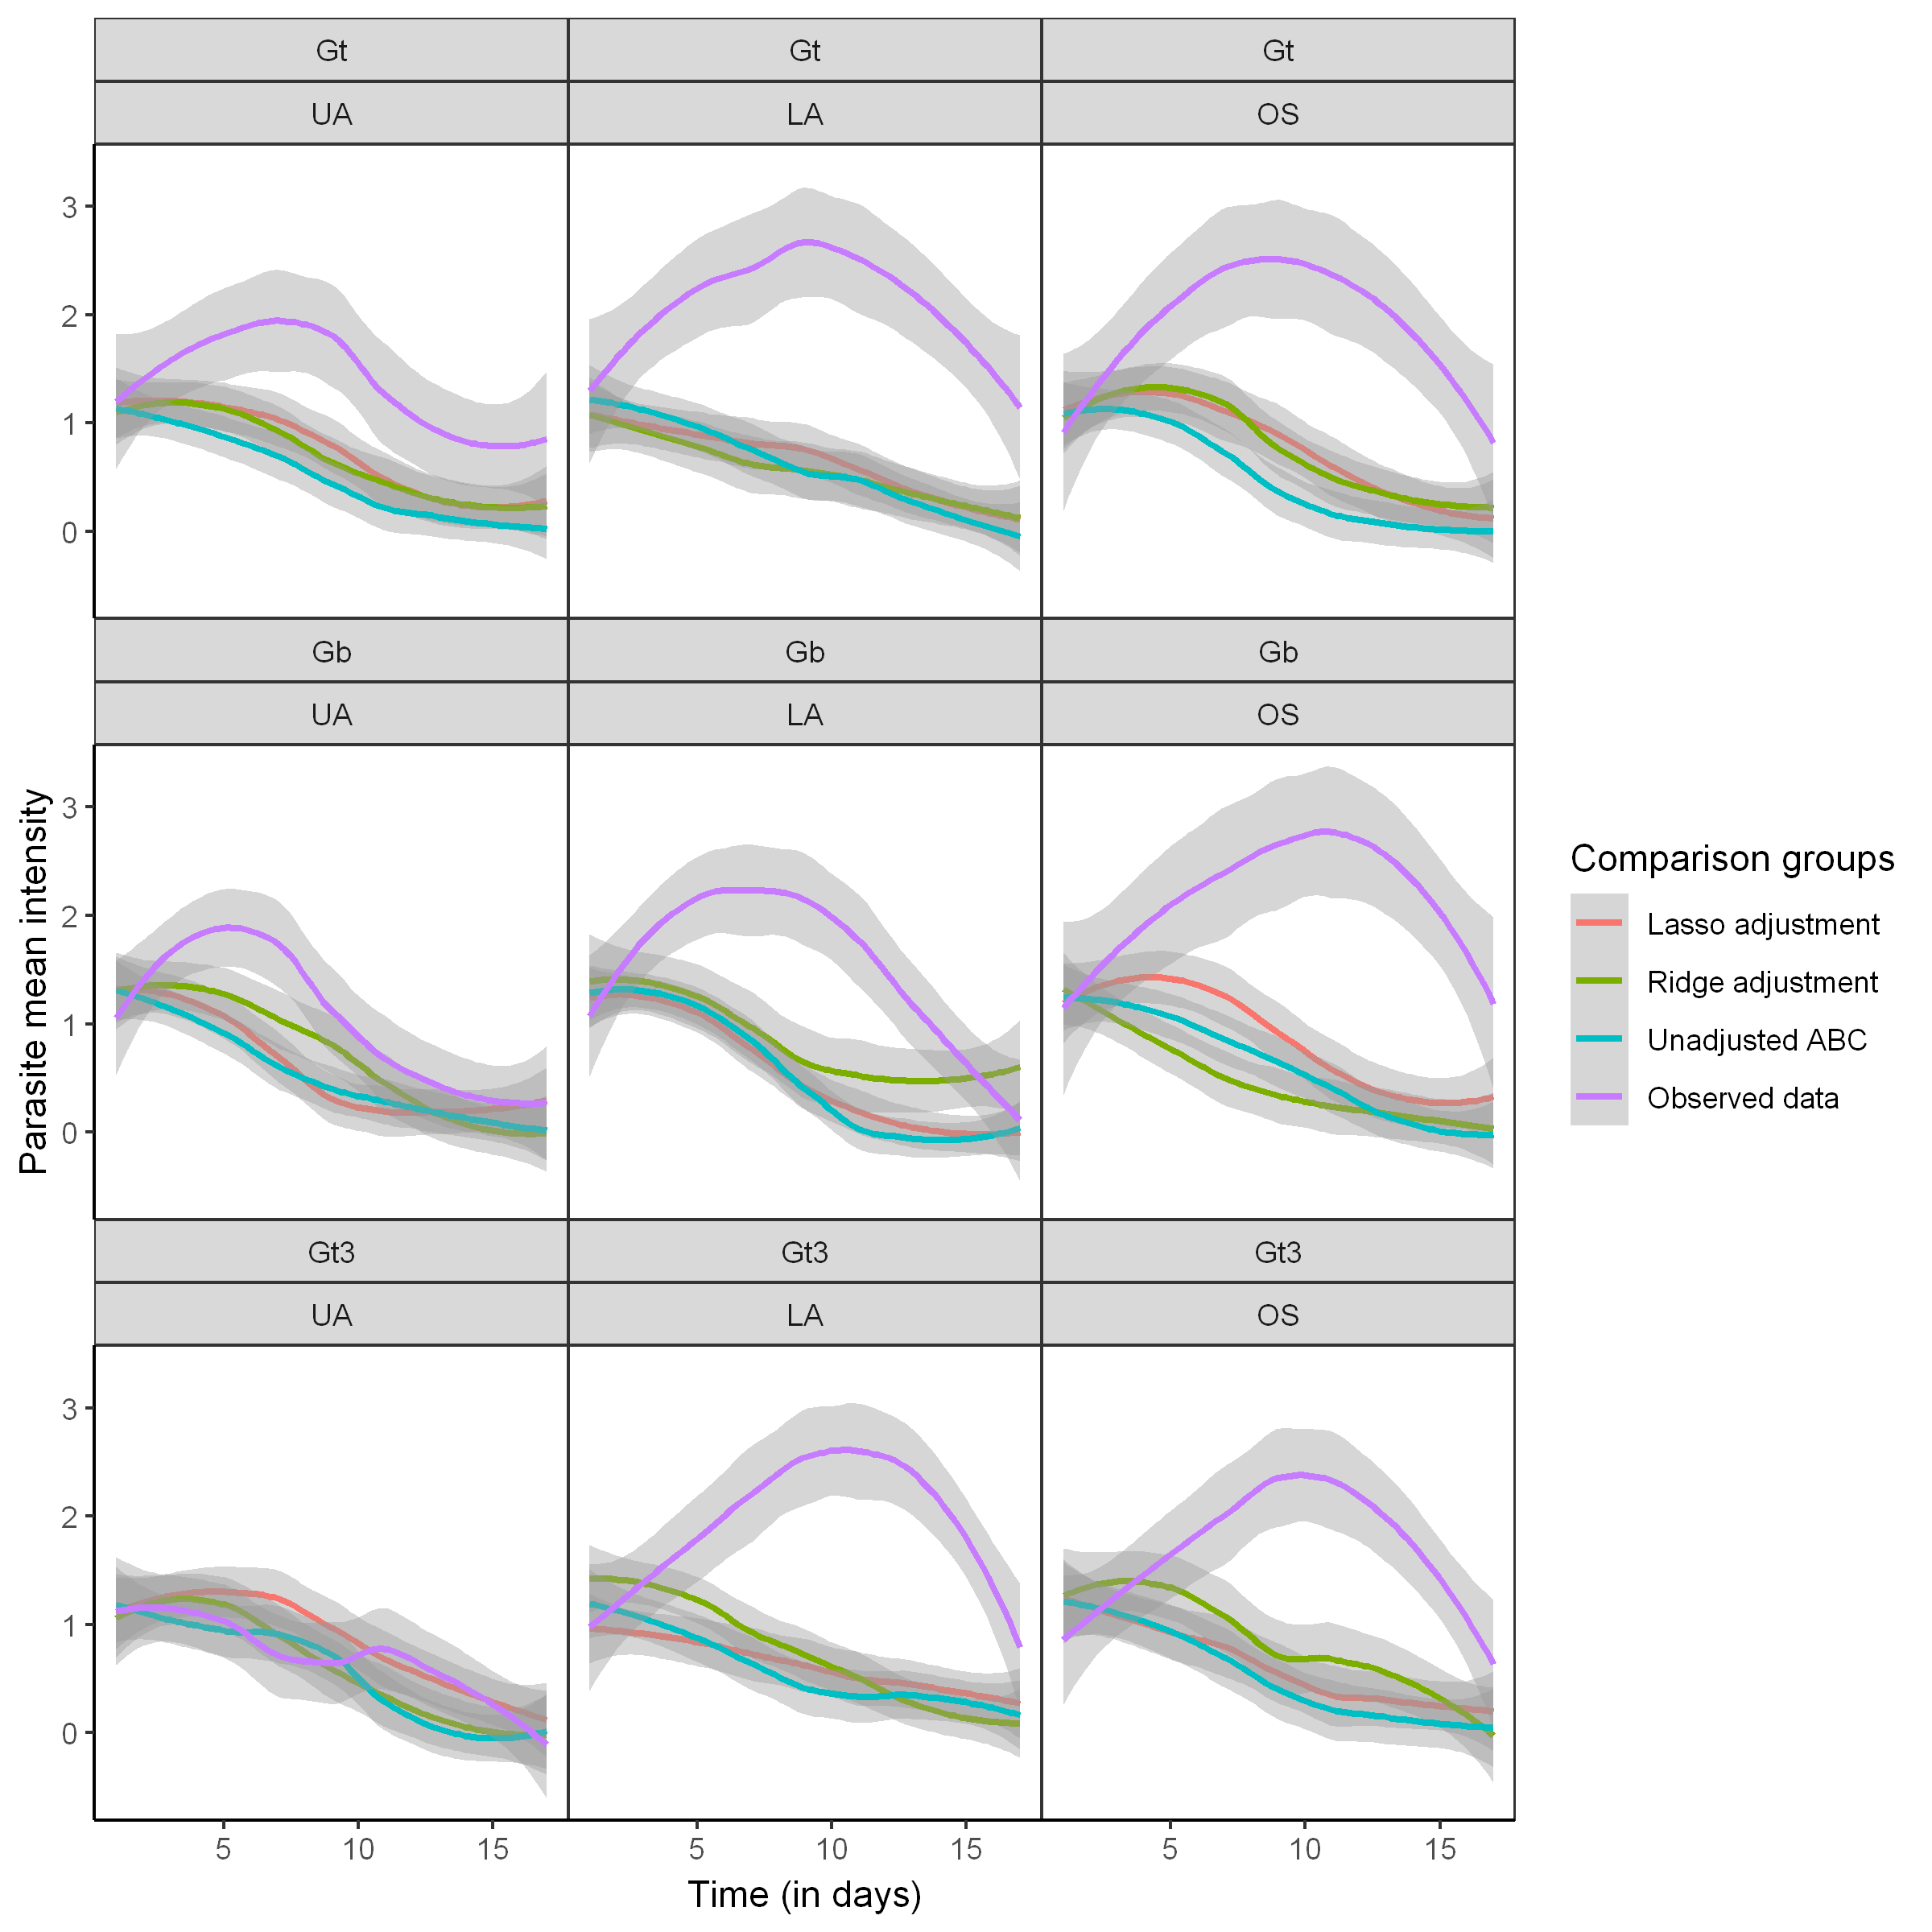 Gt Gt Gt
UA LA OS
3
2
1
0
Gb Gb Gb
UA LA OS
3
2
1
0
Gt3 Gt3 Gt3
UA LA OS
3
2
1
0
5 10 15 5 10 15 5 10 15
Time (in days)
Parasite mean intensity
Comparison groups
Lasso adjustment
Ridge adjustment
Unadjusted ABC
Observed data